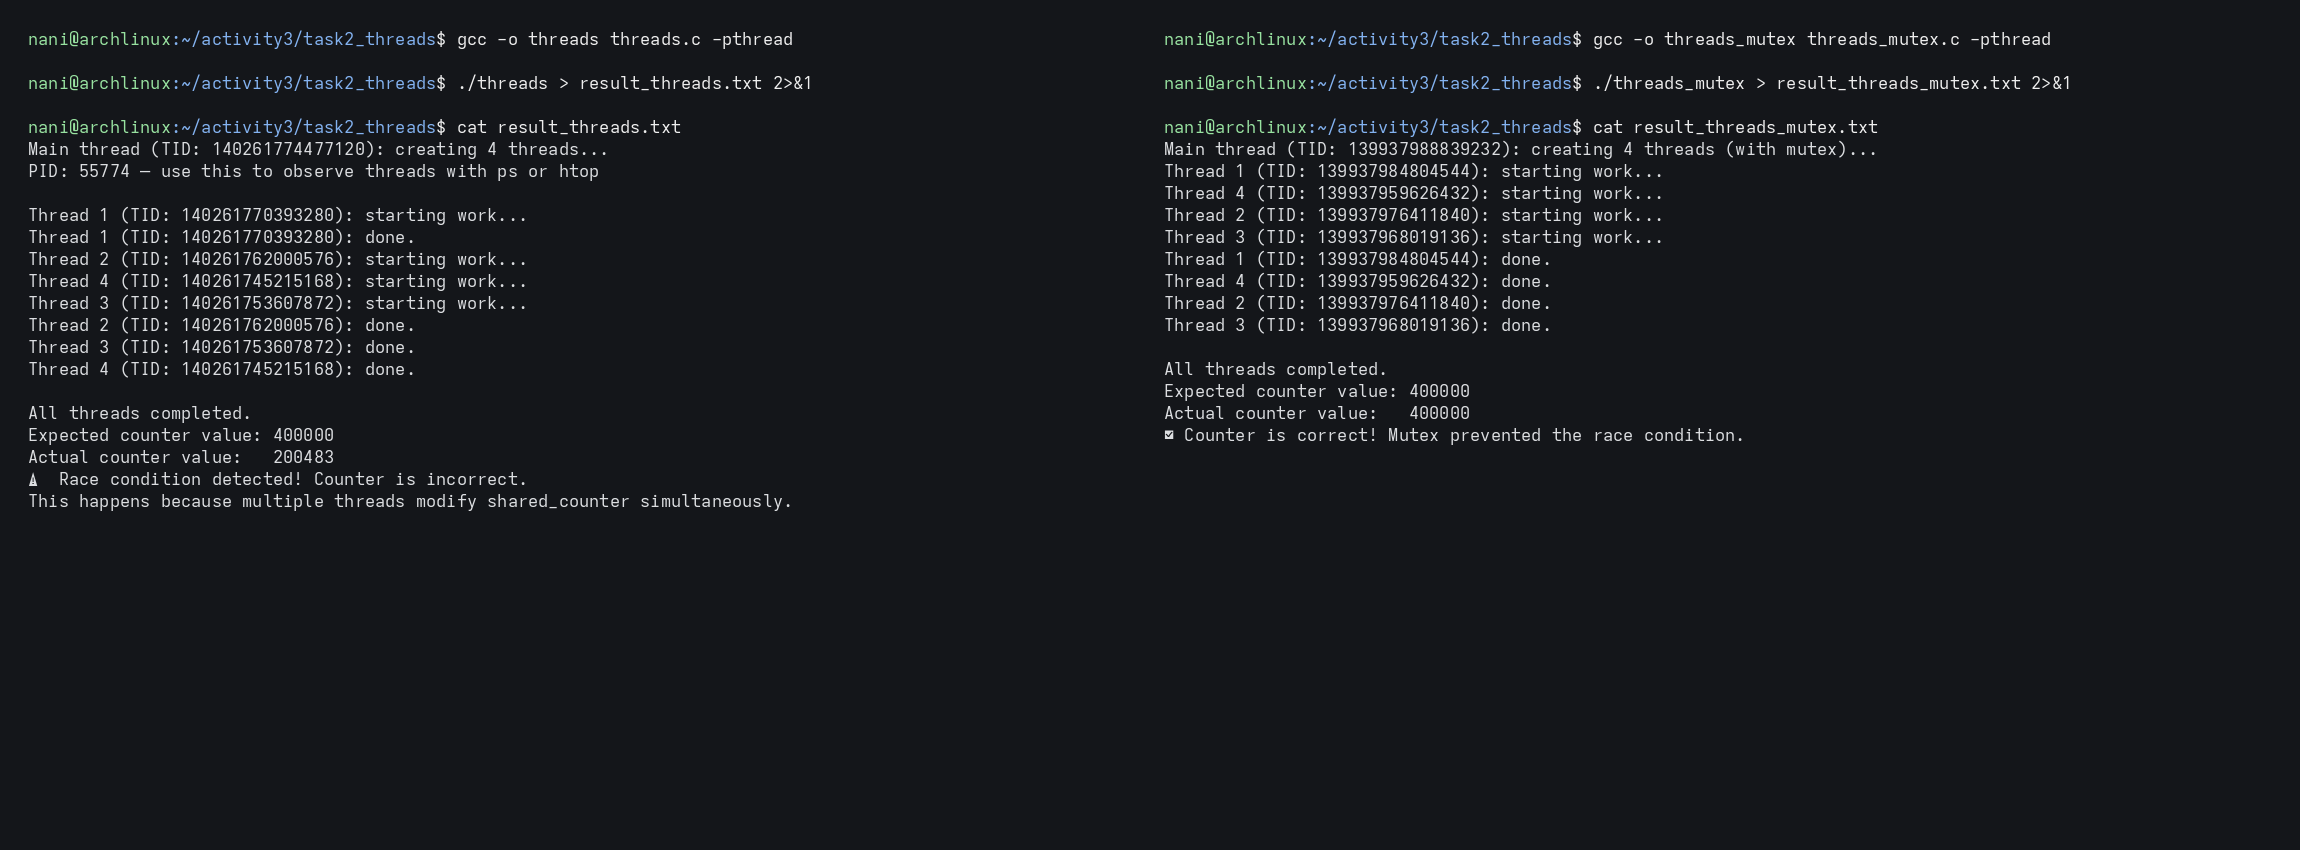 nani@archlinux:~/activity3/task2_threads$ gcc -o threads threads.c -pthread
nani@archlinux:~/activity3/task2_threads$ ./threads > result_threads.txt 2>&1
nani@archlinux:~/activity3/task2_threads$ cat result_threads.txt
Main thread (TID: 140261774477120): creating 4 threads...
PID: 55774 — use this to observe threads with ps or htop
Thread 1 (TID: 140261770393280): starting work...
Thread 1 (TID: 140261770393280): done.
Thread 2 (TID: 140261762000576): starting work...
Thread 4 (TID: 140261745215168): starting work...
Thread 3 (TID: 140261753607872): starting work...
Thread 2 (TID: 140261762000576): done.
Thread 3 (TID: 140261753607872): done.
Thread 4 (TID: 140261745215168): done.
All threads completed.
Expected counter value: 400000
Actual counter value:   200483
⚠  Race condition detected! Counter is incorrect.
This happens because multiple threads modify shared_counter simultaneously.
nani@archlinux:~/activity3/task2_threads$ gcc -o threads_mutex threads_mutex.c -pthread
nani@archlinux:~/activity3/task2_threads$ ./threads_mutex > result_threads_mutex.txt 2>&1
nani@archlinux:~/activity3/task2_threads$ cat result_threads_mutex.txt
Main thread (TID: 139937988839232): creating 4 threads (with mutex)...
Thread 1 (TID: 139937984804544): starting work...
Thread 4 (TID: 139937959626432): starting work...
Thread 2 (TID: 139937976411840): starting work...
Thread 3 (TID: 139937968019136): starting work...
Thread 1 (TID: 139937984804544): done.
Thread 4 (TID: 139937959626432): done.
Thread 2 (TID: 139937976411840): done.
Thread 3 (TID: 139937968019136): done.
All threads completed.
Expected counter value: 400000
Actual counter value:   400000
✅ Counter is correct! Mutex prevented the race condition.